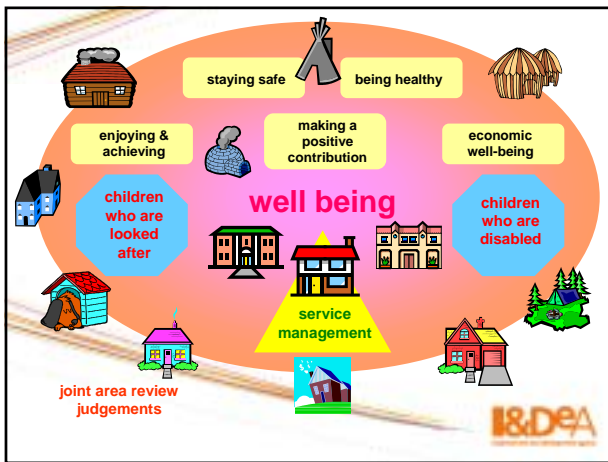 staying safe
being healthy
enjoying &
achieving
making a
positive
contribution
economic
well-being
children
who are
looked
after
well being
children
who are
disabled
service
management
joint area review
judgements
I&DeA